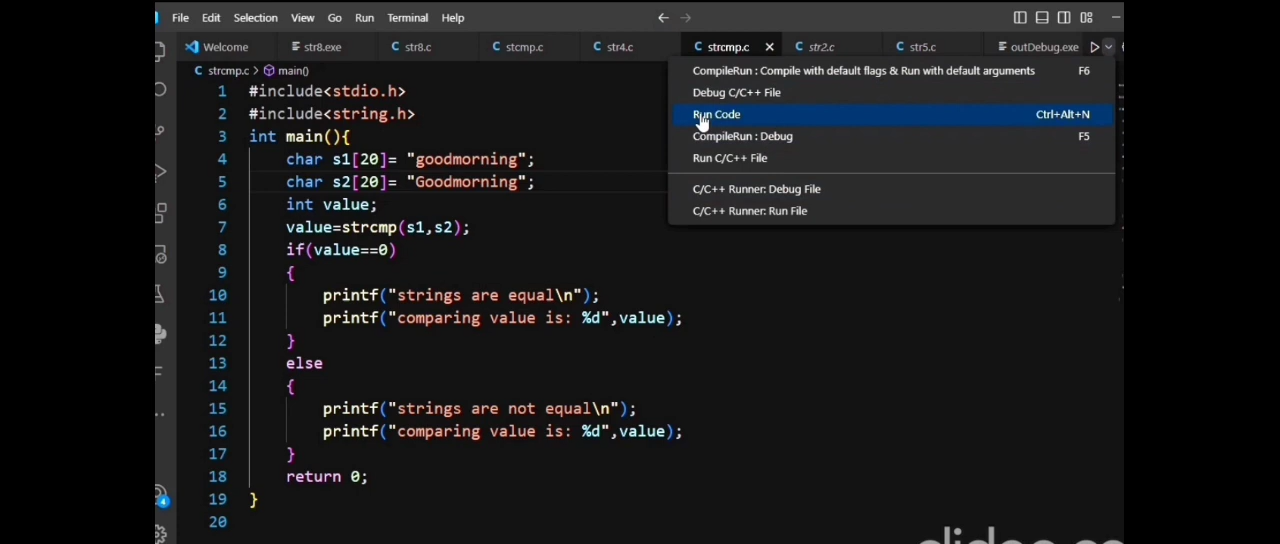 File Edit Selection View Go Run Terminal Help
Welcome str8.exe str8.c stcmp.c str4.c strcmp.c str2.c str5.c outDebug.exe
strcmp.c > main()
CompileRun : Compile with default flags & Run with default arguments F6
Debug C/C++ File
Run Code Ctrl+Alt+N
CompileRun : Debug F5
Run C/C++ File
C/C++ Runner: Debug File
C/C++ Runner: Run File
1 #include<stdio.h>
2 #include<string.h>
3 int main(){
4 char s1[20]= "goodmorning";
5 char s2[20]= "Goodmorning";
6 int value;
7 value=strcmp(s1,s2);
8 if(value==0)
9 {
10 printf("strings are equal\n");
11 printf("comparing value is: %d",value);
12 }
13 else
14 {
15 printf("strings are not equal\n");
16 printf("comparing value is: %d",value);
17 }
18 return 0;
19 }
20
4